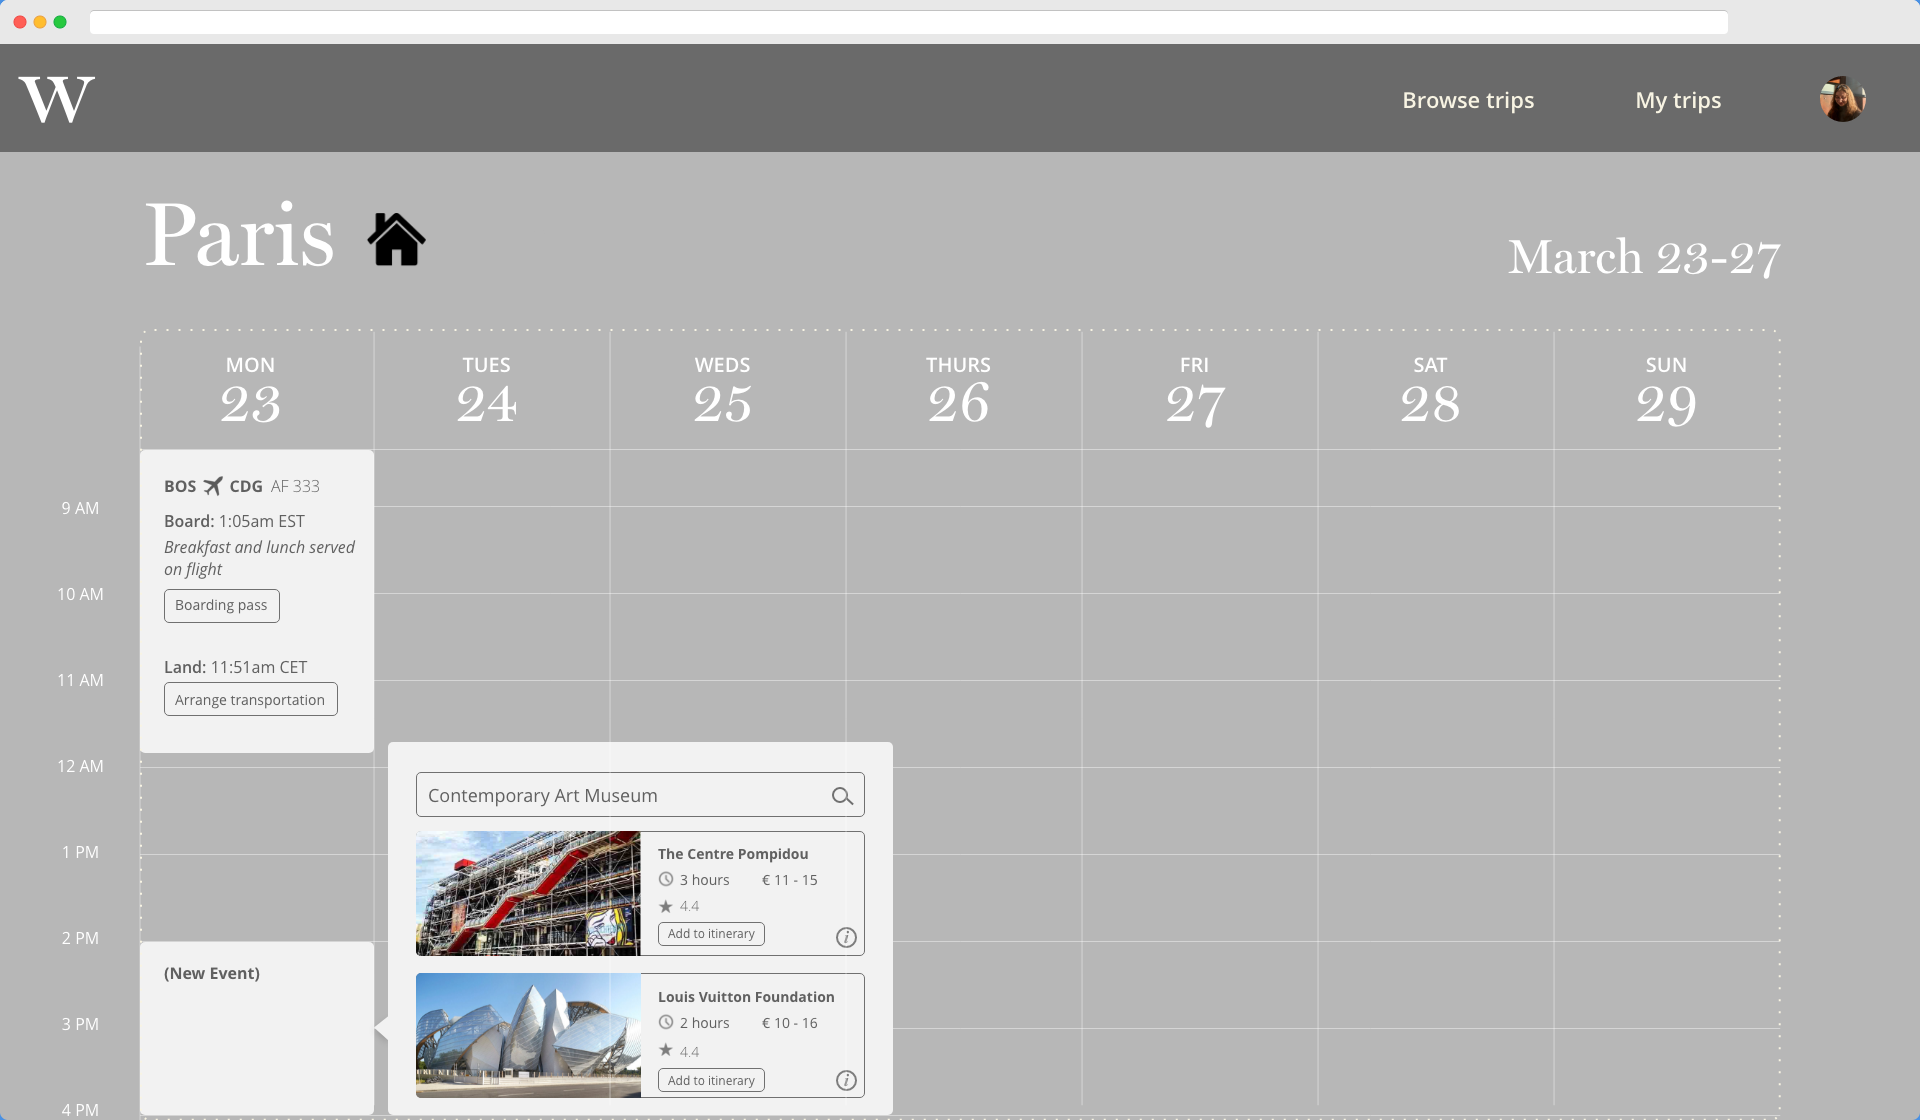 W
Browse trips
My trips
Paris
March 23-27
MON
23
TUES
24
WEDS
25
THURS
26
FRI
27
SAT
28
SUN
29
9 AM
10 AM
11 AM
12 AM
1 PM
2 PM
3 PM
4 PM
BOS CDG AF 333
Board: 1:05am EST
Breakfast and lunch served
on flight
Boarding pass
Land: 11:51am CET
Arrange transportation
(New Event)
Contemporary Art Museum
The Centre Pompidou
3 hours € 11 - 15
4.4
Add to itinerary
i
Louis Vuitton Foundation
2 hours € 10 - 16
4.4
Add to itinerary
i